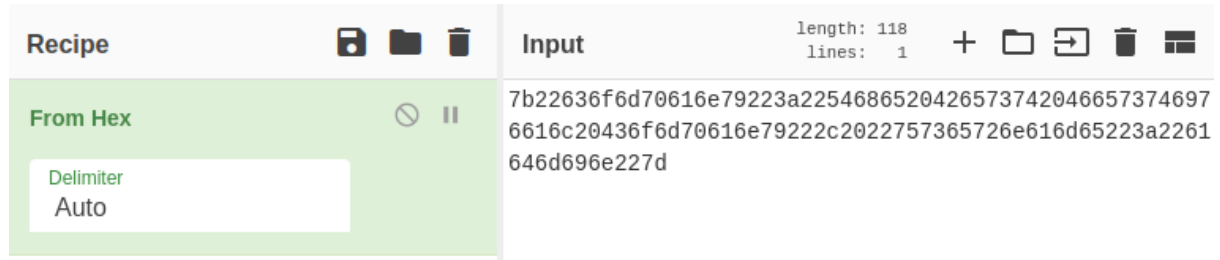 Recipe
From Hex
Delimiter
Auto
Input
length: 118
lines: 1
7b22636f6d70616e79223a2254686520426573742046657374697
6616c20436f6d70616e79222c2022757365726e616d65223a2261
646d696e227d